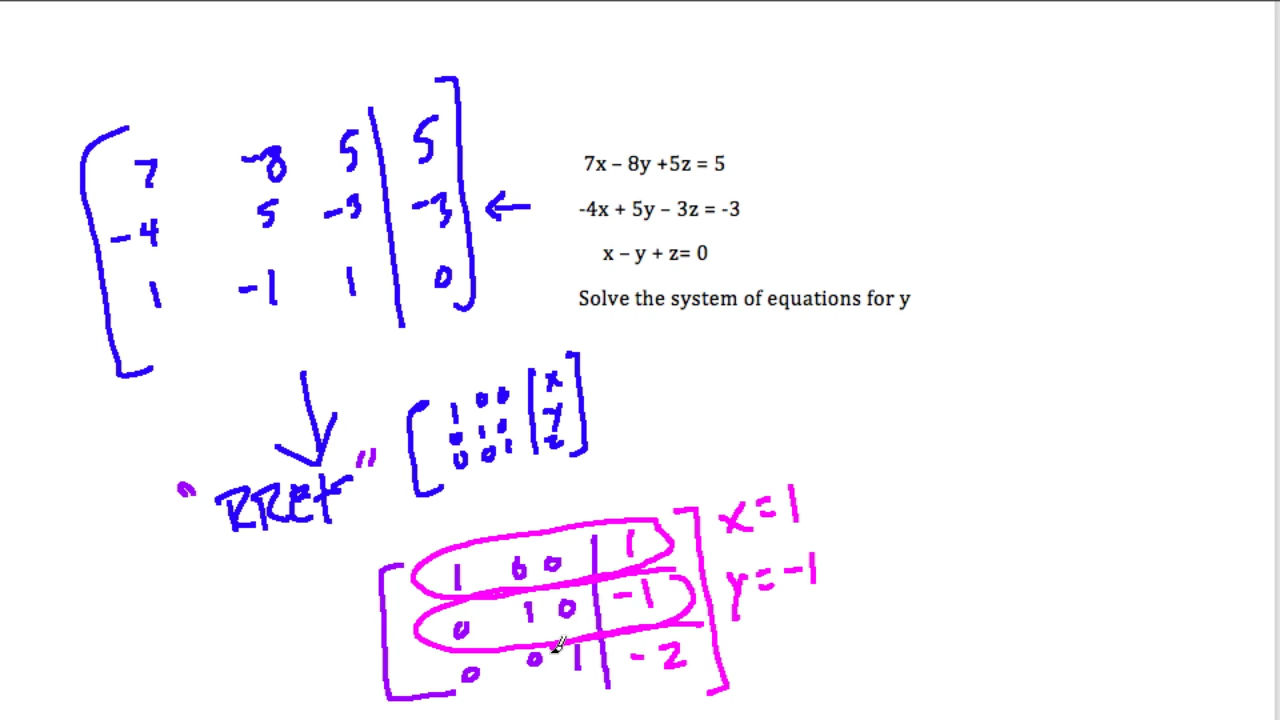 7 -8 5 | 5
-4 5 -3 | -3
1 -1 1 | 0
7x – 8y +5z = 5
-4x + 5y – 3z = -3
x – y + z= 0
Solve the system of equations for y
1 0 0 | x
0 1 0 | y
0 0 1 | z
"RREF"
1 0 0 | 1
0 1 0 | -1
0 0 1 | -2
x=1
y=-1